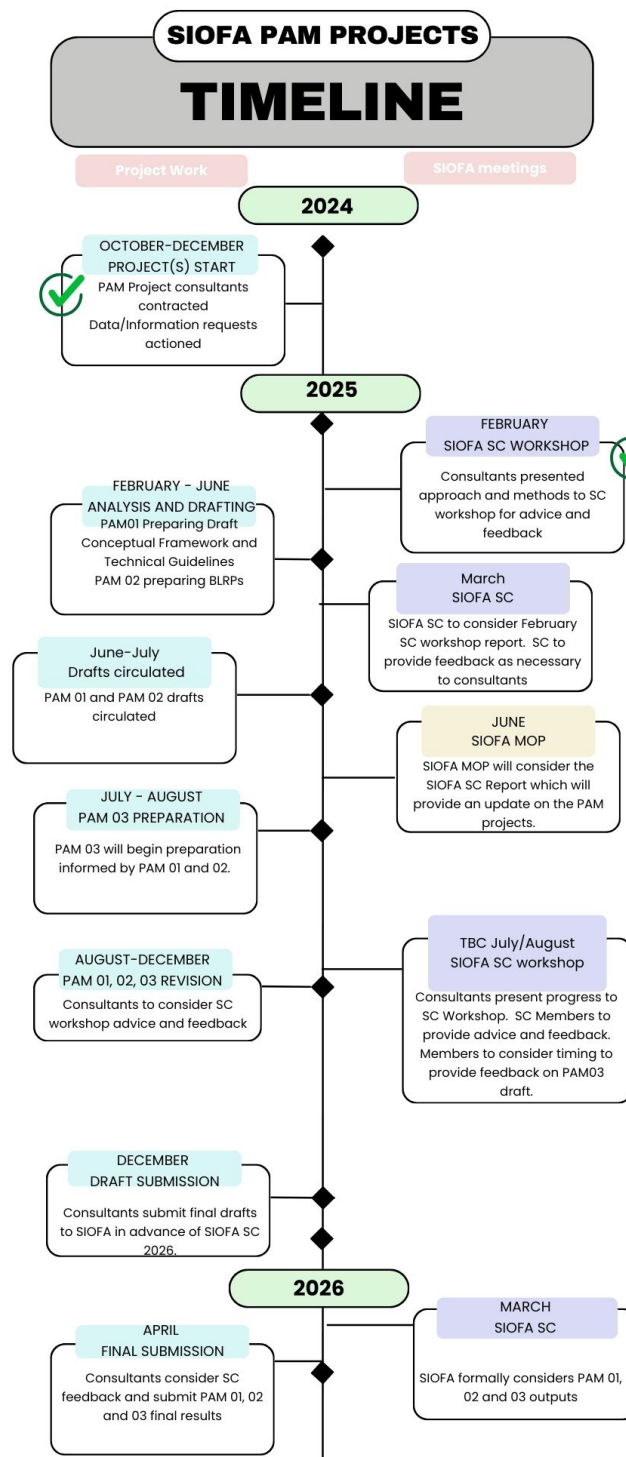 SIOFA PAM PROJECTS
TIMELINE
Project Work
SIOFA meetings
2024
OCTOBER-DECEMBER
PROJECT(S) START
PAM Project consultants
contracted
Data/Information requests
actioned
2025
FEBRUARY
SIOFA SC WORKSHOP
Consultants presented
approach and methods to SC
workshop for advice and
feedback
FEBRUARY - JUNE
ANALYSIS AND DRAFTING
PAM01 Preparing Draft
Conceptual Framework and
Technical Guidelines
PAM 02 preparing BLRPs
March
SIOFA SC
SIOFA SC to consider February
SC workshop report. SC to
provide feedback as necessary
to consultants
June-July
Drafts circulated
PAM 01 and PAM 02 drafts
circulated
JUNE
SIOFA MOP
SIOFA MOP will consider the
SIOFA SC Report which will
provide an update on the PAM
projects.
JULY - AUGUST
PAM 03 PREPARATION
PAM 03 will begin preparation
informed by PAM 01 and 02.
TBC July/August
SIOFA SC workshop
Consultants present progress to
SC Workshop. SC Members to
provide advice and feedback.
Members to consider timing to
provide feedback on PAM03
draft.
AUGUST-DECEMBER
PAM 01, 02, 03 REVISION
Consultants to consider SC
workshop advice and feedback
DECEMBER
DRAFT SUBMISSION
Consultants submit final drafts
to SIOFA in advance of SIOFA SC
2026.
2026
MARCH
SIOFA SC
SIOFA formally considers PAM 01,
02 and 03 outputs
APRIL
FINAL SUBMISSION
Consultants consider SC
feedback and submit PAM 01, 02
and 03 final results